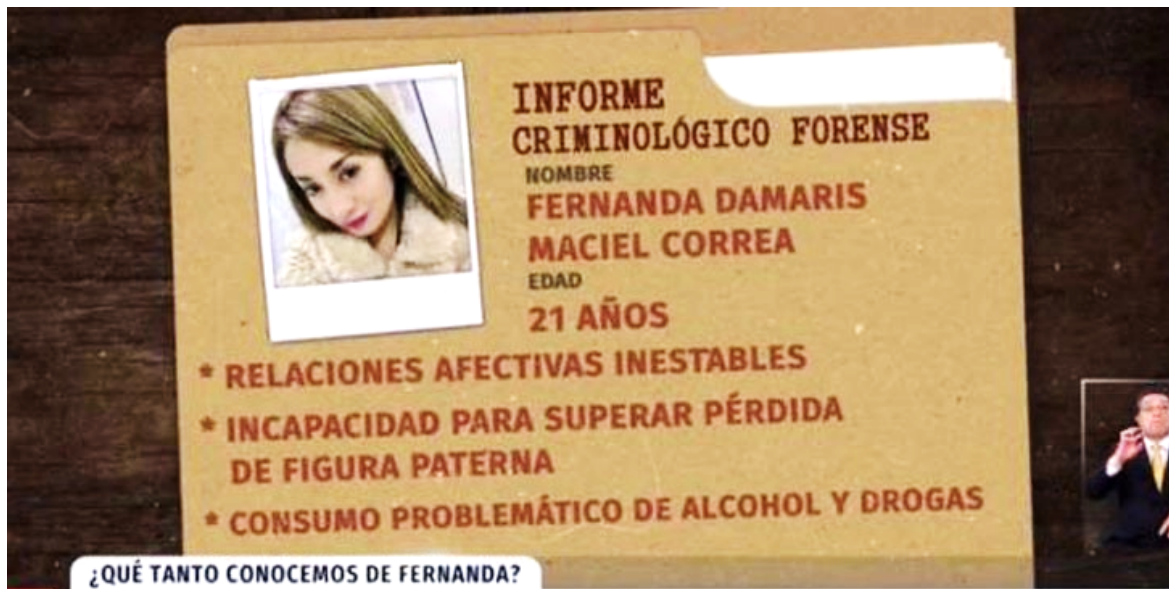 INFORME
CRIMINOLÓGICO FORENSE
NOMBRE
FERNANDA DAMARIS
MACIEL CORREA
EDAD
21 AÑOS
* RELACIONES AFECTIVAS INESTABLES
* INCAPACIDAD PARA SUPERAR PÉRDIDA
DE FIGURA PATERNA
* CONSUMO PROBLEMÁTICO DE ALCOHOL Y DROGAS
¿QUÉ TANTO CONOCEMOS DE FERNANDA?